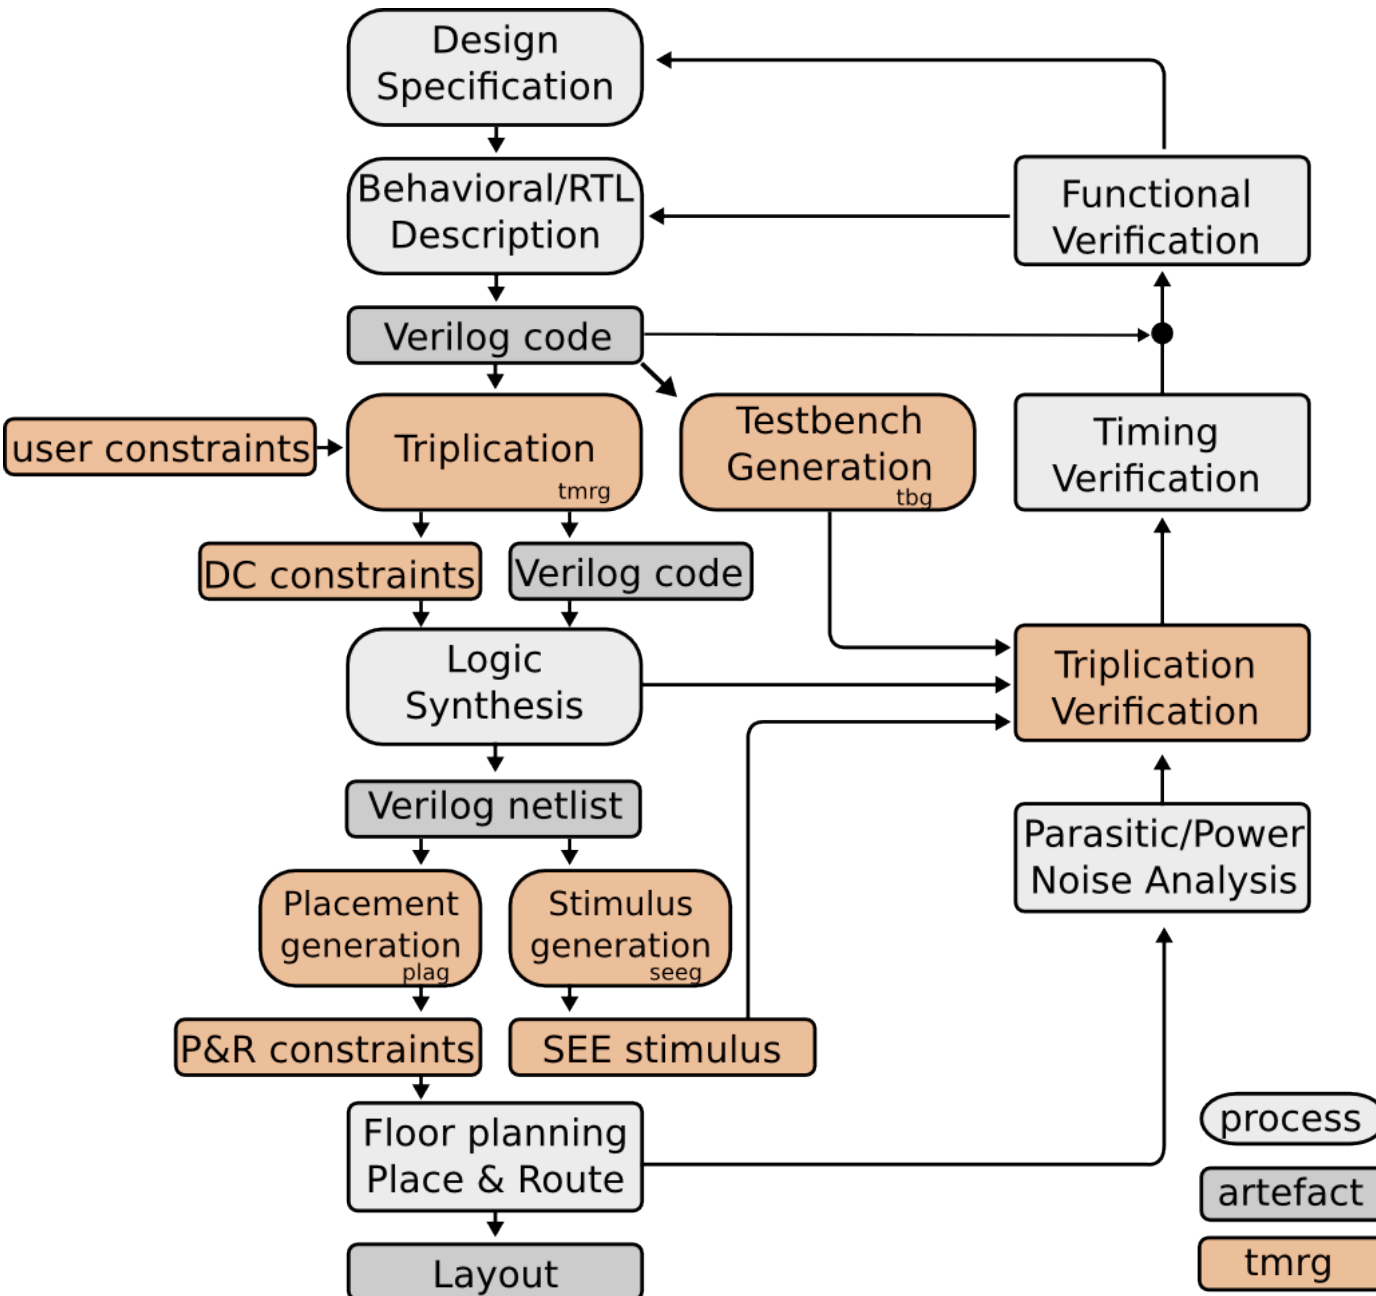 Design
Specification
Behavioral/RTL
Description
Functional
Verification
Verilog code
user constraints
Triplication
tmrg
Testbench
Generation
tbg
Timing
Verification
DC constraints
Verilog code
Logic
Synthesis
Triplication
Verification
Verilog netlist
Parasitic/Power
Noise Analysis
Placement
generation
plag
Stimulus
generation
seeg
P&R constraints
SEE stimulus
Floor planning
Place & Route
Layout
process
artefact
tmrg